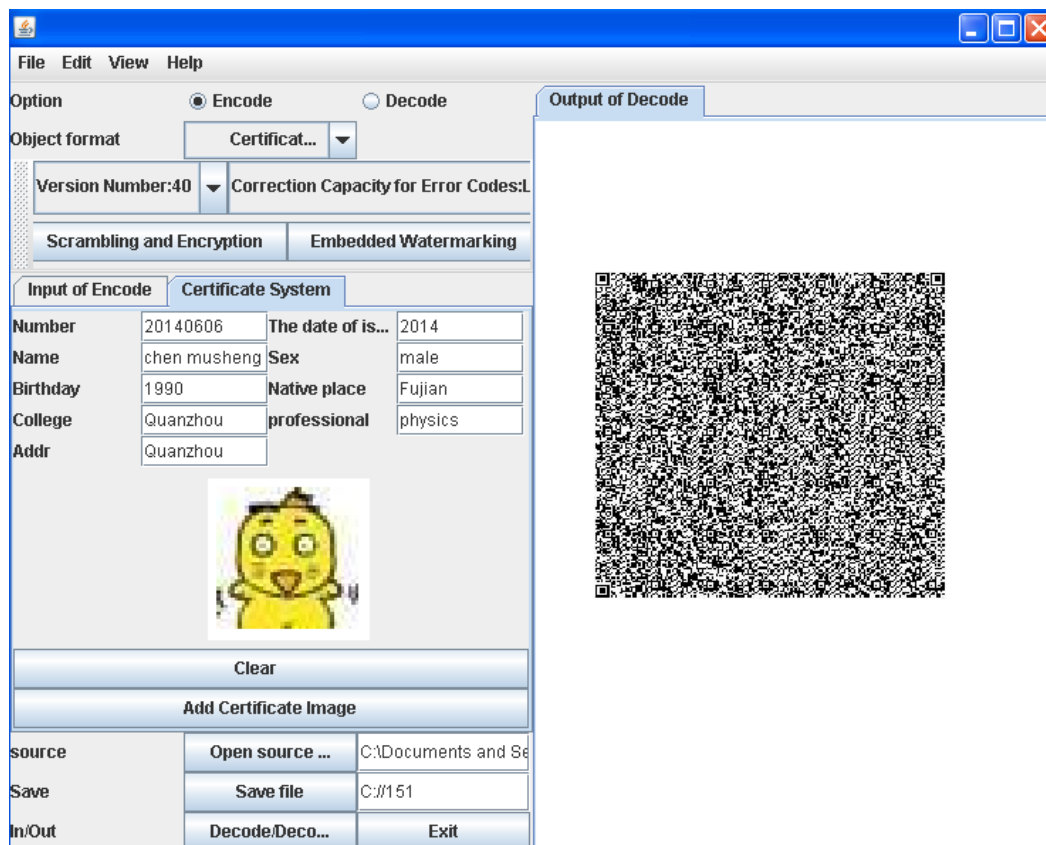 File Edit View Help
Option Encode Decode
Object format Certificat...
Version Number:40 Correction Capacity for Error Codes:L
Scrambling and Encryption Embedded Watermarking
Input of Encode Certificate System
Number 20140606 The date of is... 2014
Name chen musheng Sex male
Birthday 1990 Native place Fujian
College Quanzhou professional physics
Addr Quanzhou
Clear
Add Certificate Image
source Open source ... C:\Documents and Se
Save Save file C://151
In/Out Decode/Deco... Exit
Output of Decode